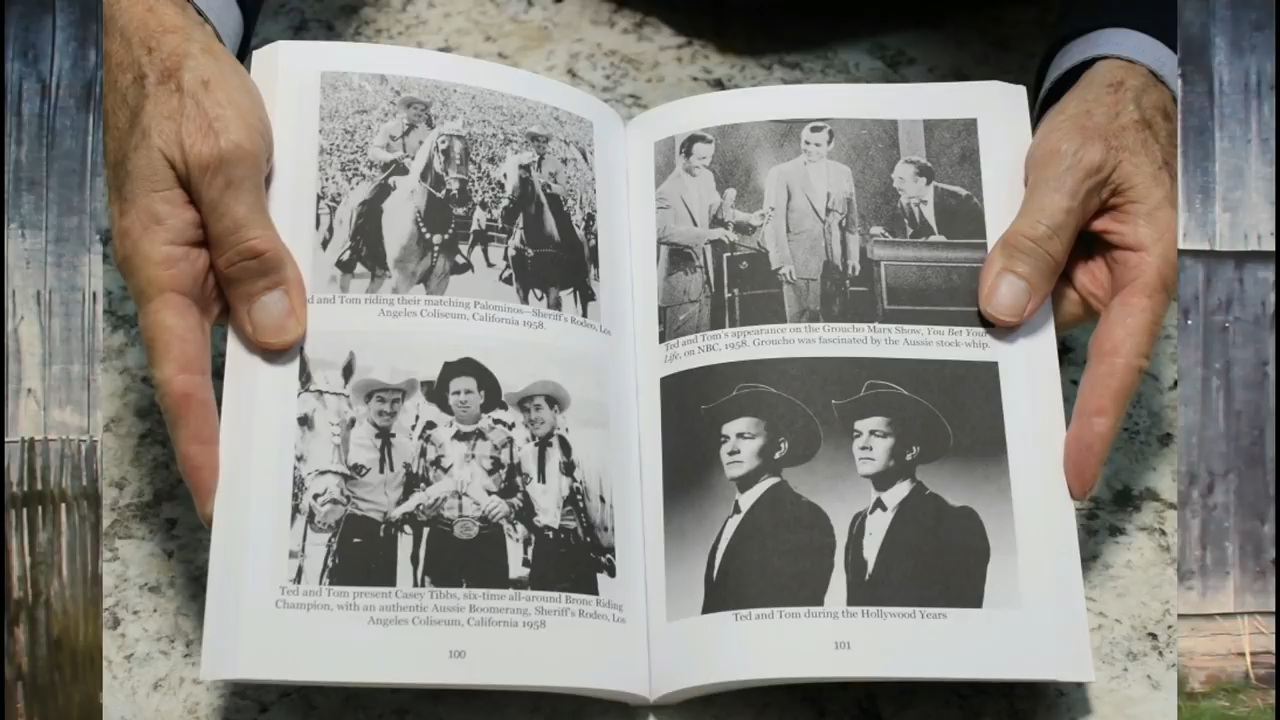 d and Tom riding their matching Palominos—Sheriff's Rodeo, Los
Angeles Coliseum, California 1958.
Ted and Tom present Casey Tibbs, six-time all-around Bronc Riding
Champion, with an authentic Aussie Boomerang, Sheriff's Rodeo, Los
Angeles Coliseum, California 1958
100
Ted and Tom's appearance on the Groucho Marx Show, You Bet Your
Life, on NBC, 1958. Groucho was fascinated by the Aussie stock-whip.
Ted and Tom during the Hollywood Years
101